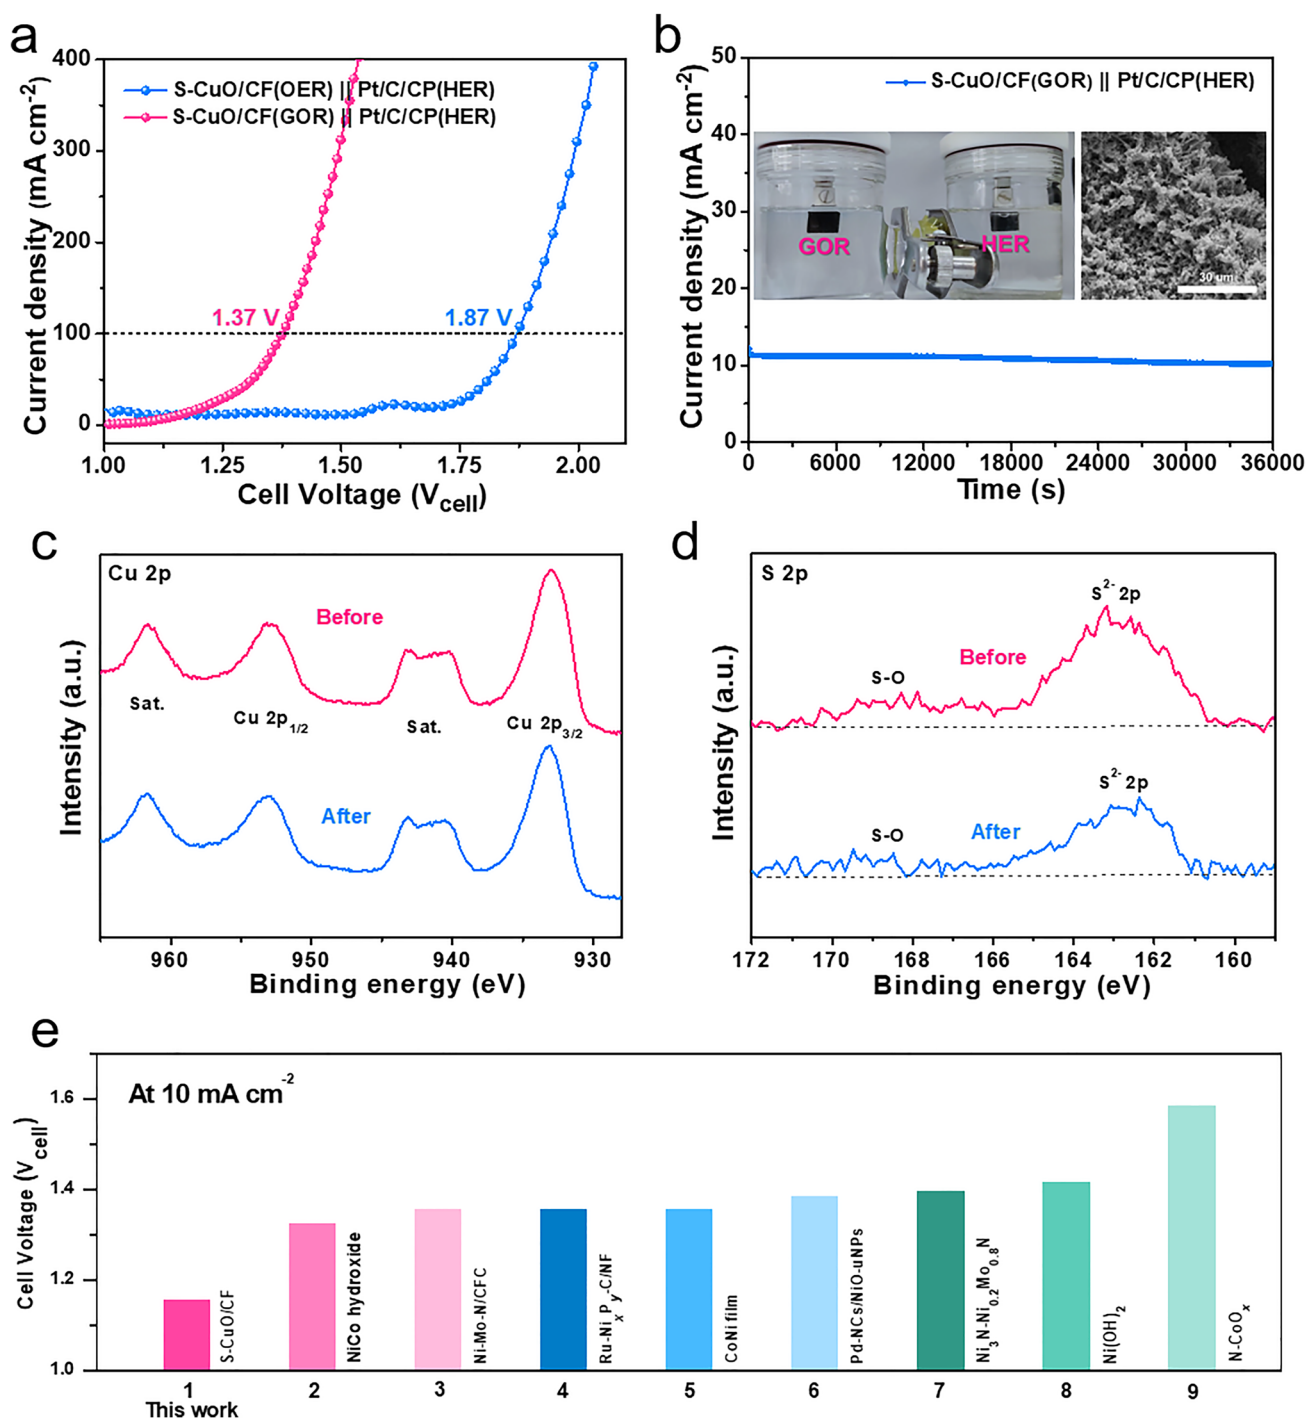 a
400
300
200
100
0
Current density (mA cm-2)
S-CuO/CF(OER) || Pt/C/CP(HER)
S-CuO/CF(GOR) || Pt/C/CP(HER)
1.37 V
1.87 V
1.00 1.25 1.50 1.75 2.00
Cell Voltage (Vcell)
b
50
40
30
20
10
0
Current density (mA cm-2)
S-CuO/CF(GOR) || Pt/C/CP(HER)
GOR
HER
30 um
0 6000 12000 18000 24000 30000 36000
Time (s)
c
Cu 2p
Intensity (a.u.)
Before
Sat.
Cu 2p1/2
Sat.
Cu 2p3/2
After
960 950 940 930
Binding energy (eV)
d
S 2p
Intensity (a.u.)
S2- 2p
Before
S-O
S2- 2p
After
S-O
172 170 168 166 164 162 160
Binding energy (eV)
e
At 10 mA cm-2
1.6
1.4
1.2
1.0
Cell Voltage (Vcell)
S-CuO/CF
NiCo hydroxide
Ni-Mo-N/CFC
Ru-NixPy-C/NF
CoNi film
Pd-NCs/NiO-uNPs
Ni3N-Ni0.2Mo0.8N
Ni(OH)2
N-CoOx
1 2 3 4 5 6 7 8 9
This work